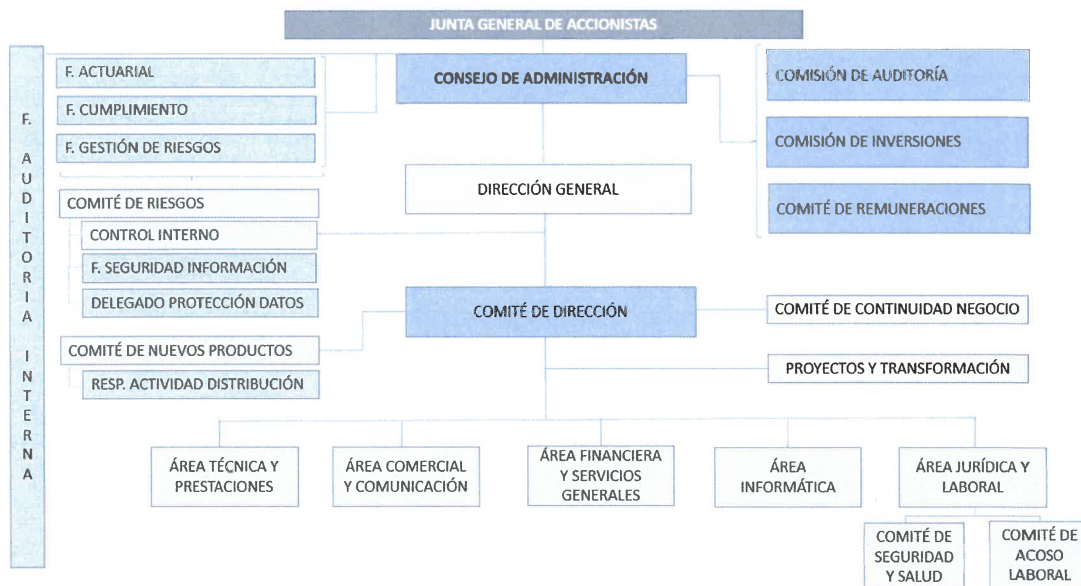 JUNTA GENERAL DE ACCIONISTAS
F. AUDITORIA INTERNA
F. ACTUARIAL
F. CUMPLIMIENTO
F. GESTIÓN DE RIESGOS
CONSEJO DE ADMINISTRACIÓN
COMISIÓN DE AUDITORÍA
COMISIÓN DE INVERSIONES
COMITÉ DE REMUNERACIONES
DIRECCIÓN GENERAL
COMITÉ DE RIESGOS
CONTROL INTERNO
F. SEGURIDAD INFORMACIÓN
DELEGADO PROTECCIÓN DATOS
COMITÉ DE DIRECCIÓN
COMITÉ DE CONTINUIDAD NEGOCIO
COMITÉ DE NUEVOS PRODUCTOS
RESP. ACTIVIDAD DISTRIBUCIÓN
PROYECTOS Y TRANSFORMACIÓN
ÁREA TÉCNICA Y
PRESTACIONES
ÁREA COMERCIAL
Y COMUNICACIÓN
ÁREA FINANCIERA
Y SERVICIOS
GENERALES
ÁREA
INFORMÁTICA
ÁREA JURÍDICA Y
LABORAL
COMITÉ DE
SEGURIDAD
Y SALUD
COMITÉ DE
ACOSO
LABORAL